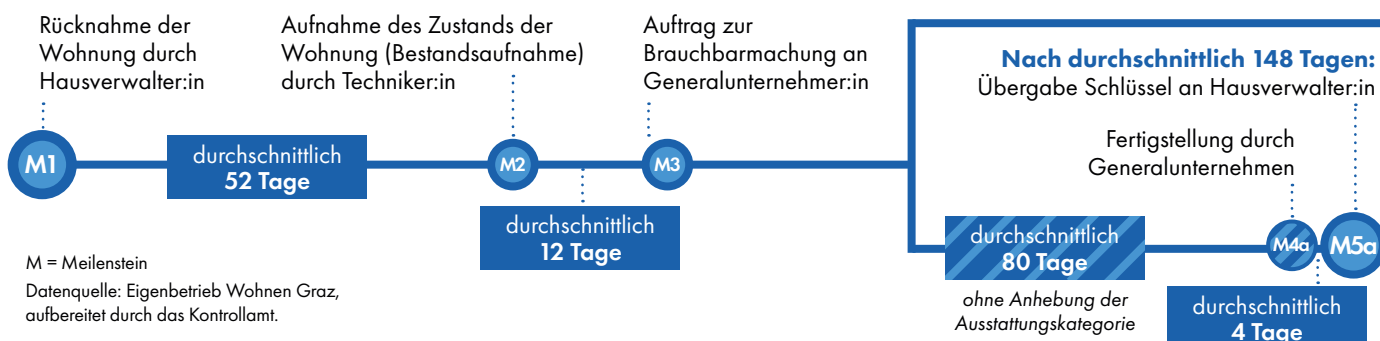 Rücknahme der
Wohnung durch
Hausverwalter:in
Aufnahme des Zustands der
Wohnung (Bestandsaufnahme)
durch Techniker:in
Auftrag zur
Brauchbarmachung an
Generalunternehmer:in
Nach durchschnittlich 148 Tagen:
Übergabe Schlüssel an Hausverwalter:in
Fertigstellung durch
Generalunternehmen
M1
durchschnittlich
52 Tage
M2
M3
durchschnittlich
12 Tage
durchschnittlich
80 Tage
M4a
M5a
ohne Anhebung der
Ausstattungskategorie
durchschnittlich
4 Tage
M = Meilenstein
Datenquelle: Eigenbetrieb Wohnen Graz,
aufbereitet durch das Kontrollamt.